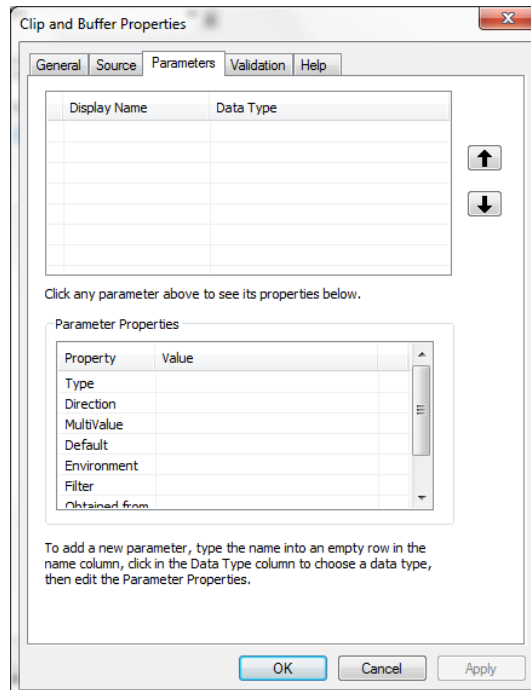 Clip and Buffer Properties
General Source Parameters Validation Help
Display Name Data Type
Click any parameter above to see its properties below.
Parameter Properties
Property Value
Type
Direction
MultiValue
Default
Environment
Filter
Obtained from
To add a new parameter, type the name into an empty row in the
name column, click in the Data Type column to choose a data type,
then edit the Parameter Properties.
OK Cancel Apply